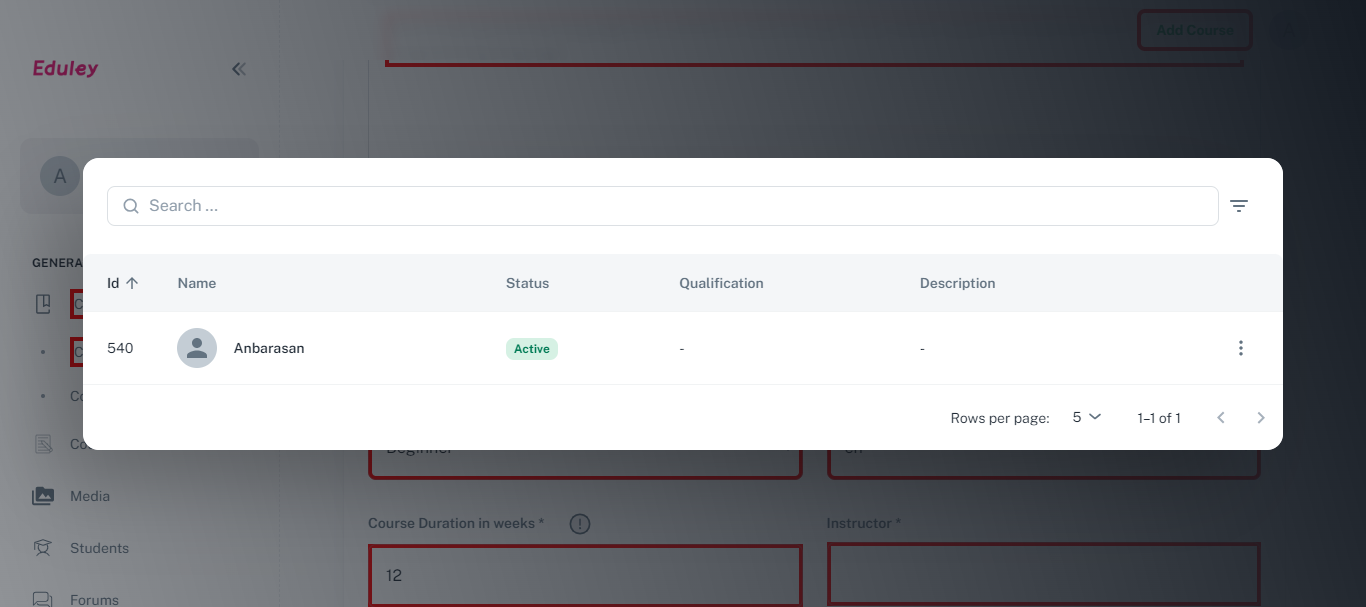 Add Course
Eduley
A
Search ...
GENERA
Id Name Status Qualification Description
540 Anbarasan Active - -
Co
Co
Rows per page: 5 1–1 of 1
Beginner en
Media
Course Duration in weeks * Instructor *
Students
12
Forums